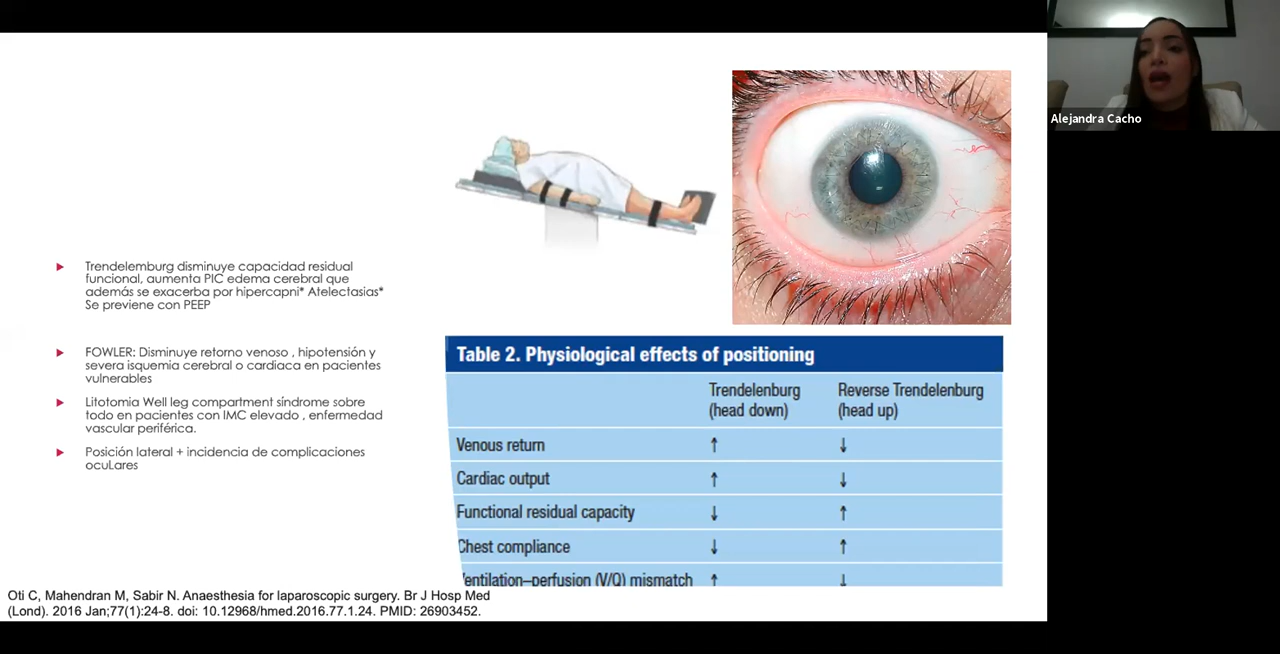 Alejandra Cacho
Trendelemburg disminuye capacidad residual
funcional, aumenta PIC edema cerebral que
además se exacerba por hipercapni* Atelectasias*
Se previene con PEEP
FOWLER: Disminuye retorno venoso , hipotensión y
severa isquemia cerebral o cardiaca en pacientes
vulnerables
Litotomia Well leg compartment síndrome sobre
todo en pacientes con IMC elevado , enfermedad
vascular periférica.
Posición lateral + incidencia de complicaciones
ocuLares
Table 2. Physiological effects of positioning
Trendelenburg Reverse Trendelenburg
(head down) (head up)
Venous return ↑ ↓
Cardiac output ↑ ↓
Functional residual capacity ↓ ↑
Chest compliance ↓ ↑
Ventilation–perfusion (V/Q) mismatch ↑ ↓
Oti C, Mahendran M, Sabir N. Anaesthesia for laparoscopic surgery. Br J Hosp Med
(Lond). 2016 Jan;77(1):24-8. doi: 10.12968/hmed.2016.77.1.24. PMID: 26903452.